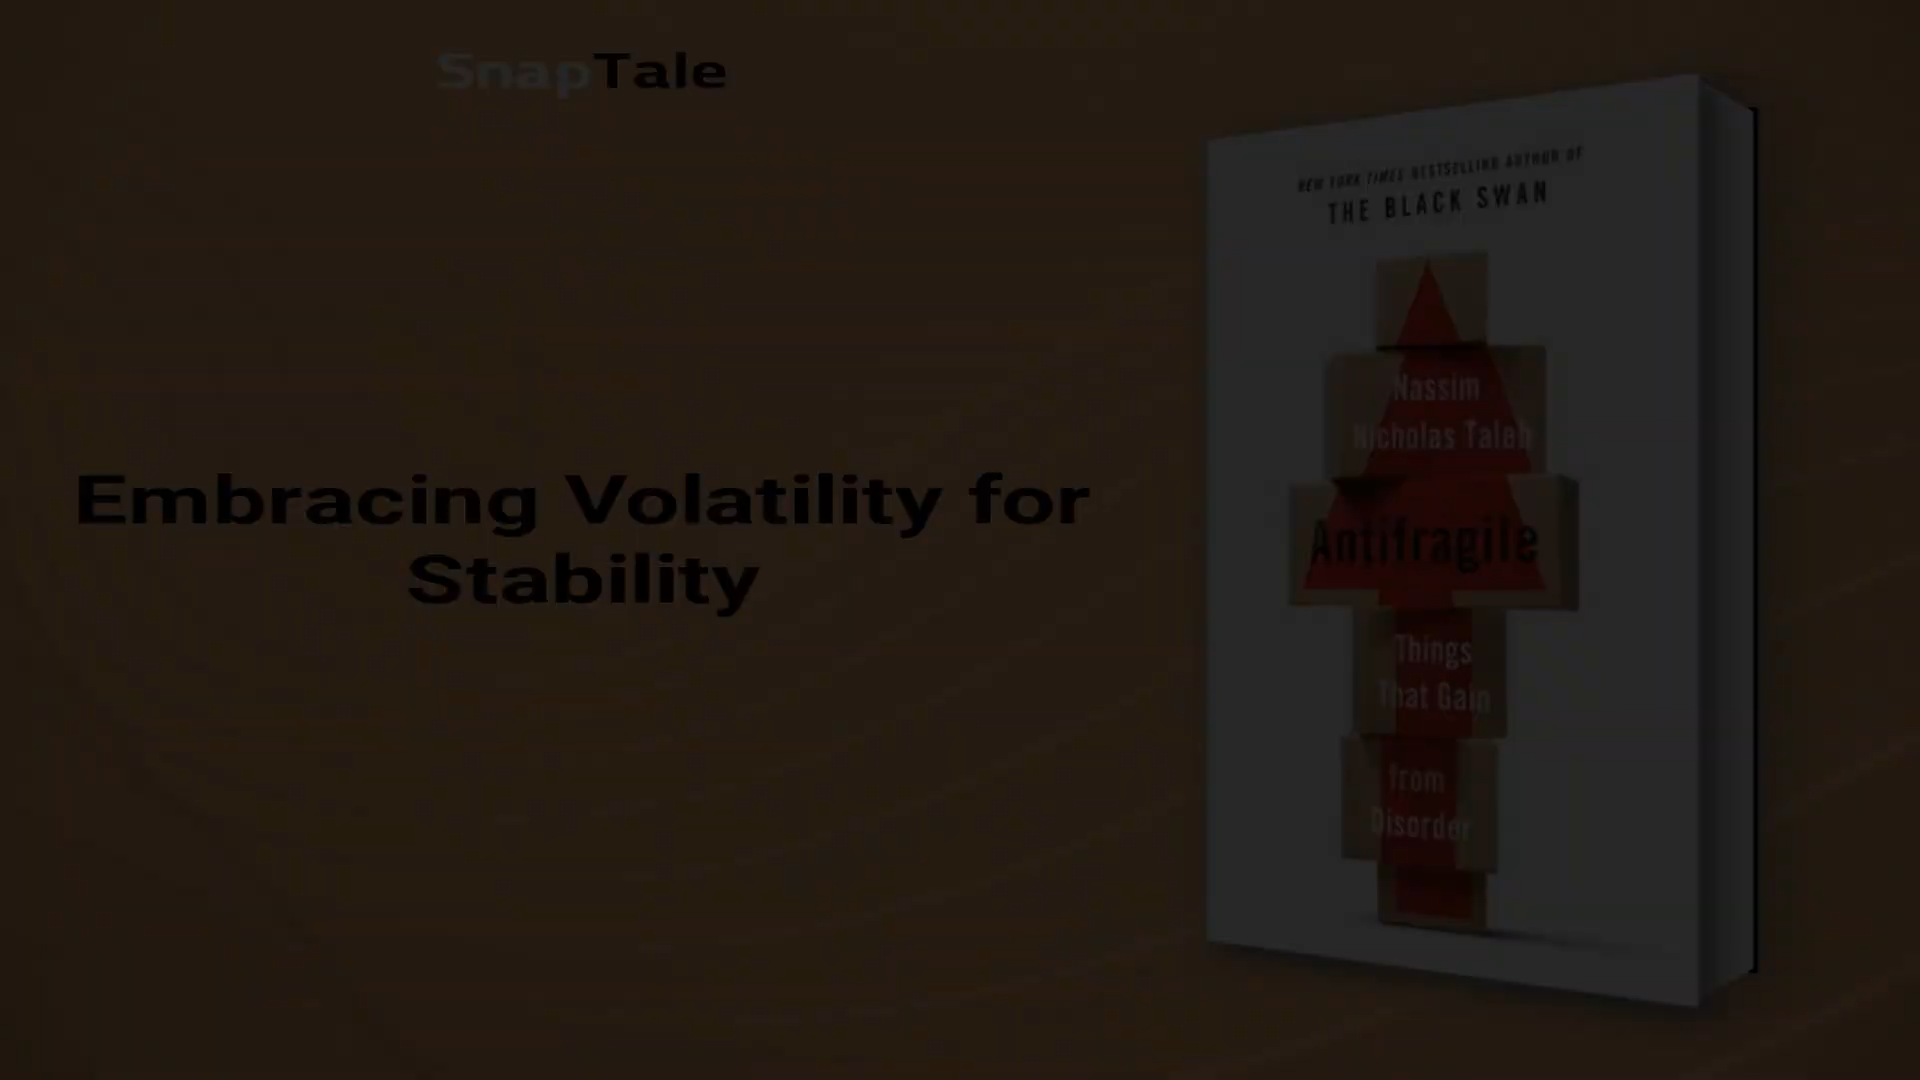 SnapTale
Embracing Volatility for
Stability
NEW YORK TIMES BESTSELLING AUTHOR OF
THE BLACK SWAN
Nassim
Nicholas Taleb
Antifragile
Things
That Gain
from
Disorder